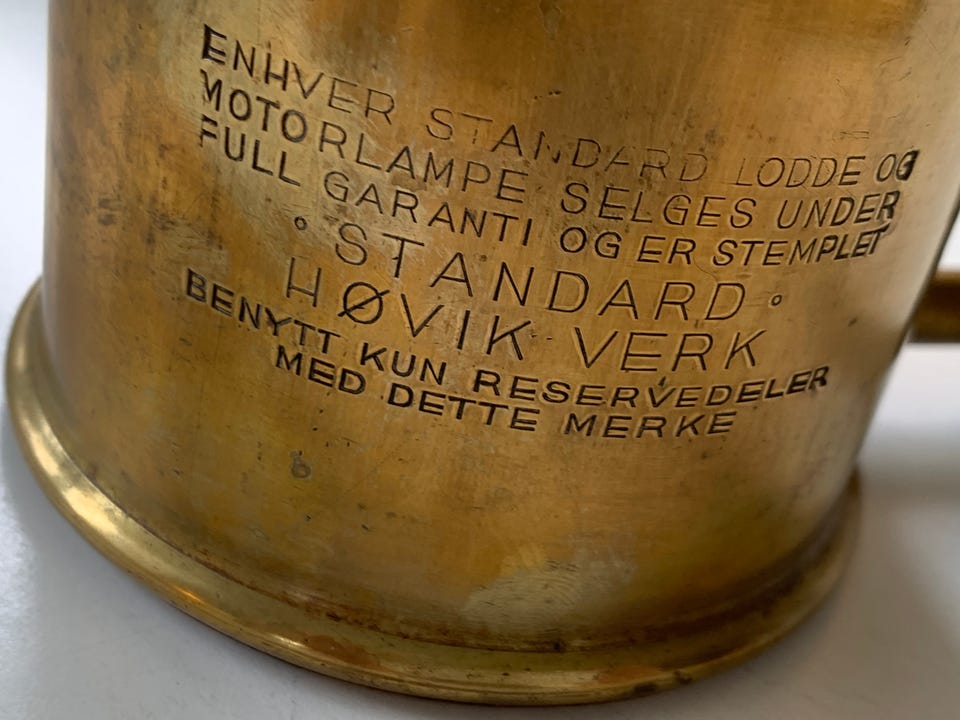 ENHVER STANDARD LODDE OG
MOTORLAMPE SELGES UNDER
FULL GARANTI OG ER STEMPLET
° STANDARD °
HØVIK VERK
BENYTT KUN RESERVEDELER
MED DETTE MERKE